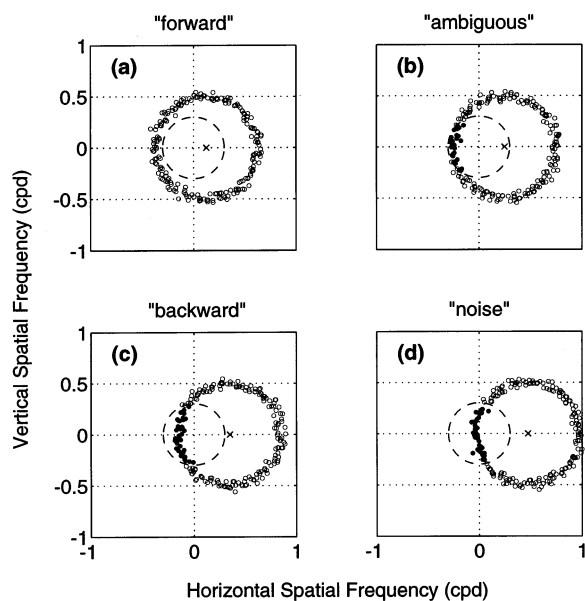 "forward"
"ambiguous"
(a)
(b)
1
0.5
0
-0.5
-1
"backward"
"noise"
(c)
(d)
1
0.5
0
-0.5
-1
-1
0
1
-1
0
1
Vertical Spatial Frequency (cpd)
Horizontal Spatial Frequency (cpd)